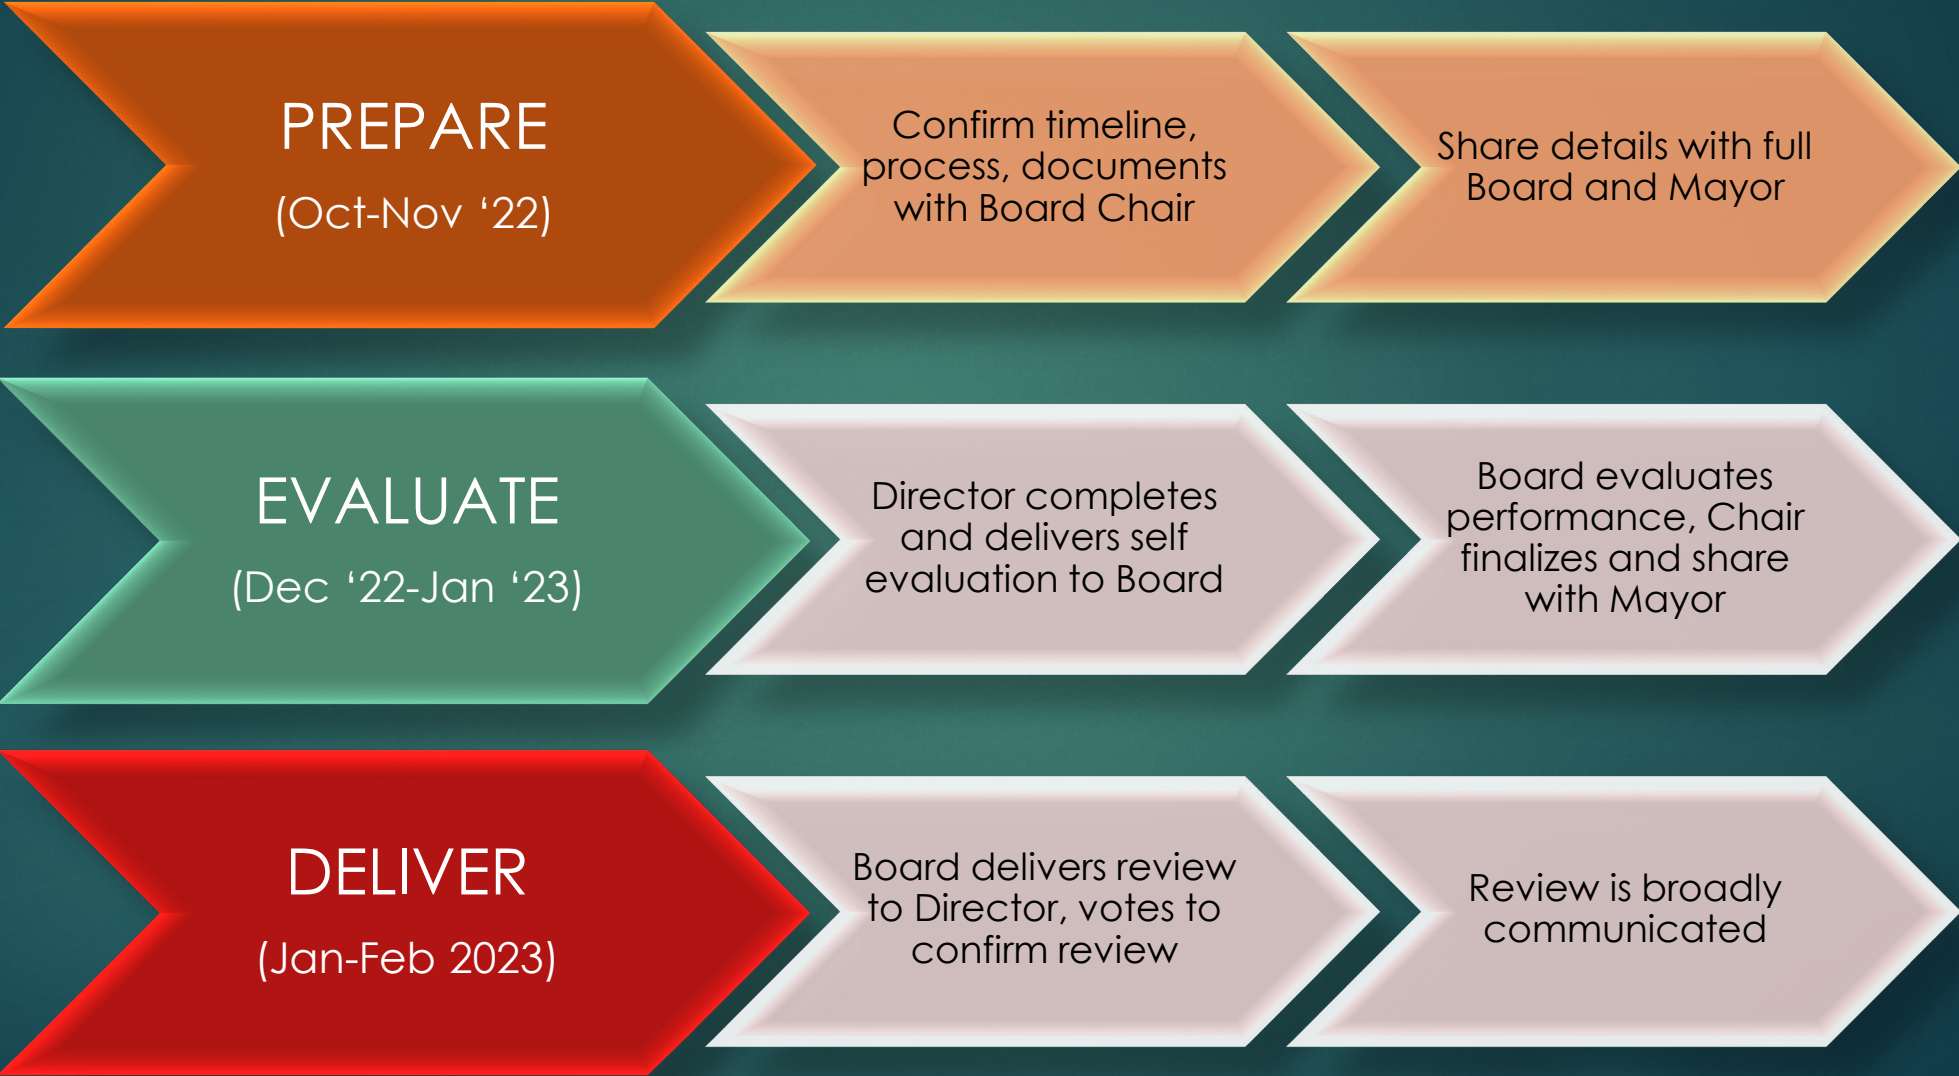 PREPARE
(Oct-Nov ‘22)
Confirm timeline,
process, documents
with Board Chair
Share details with full
Board and Mayor
EVALUATE
(Dec ‘22-Jan ‘23)
Director completes
and delivers self
evaluation to Board
Board evaluates
performance, Chair
finalizes and share
with Mayor
DELIVER
(Jan-Feb 2023)
Board delivers review
to Director, votes to
confirm review
Review is broadly
communicated